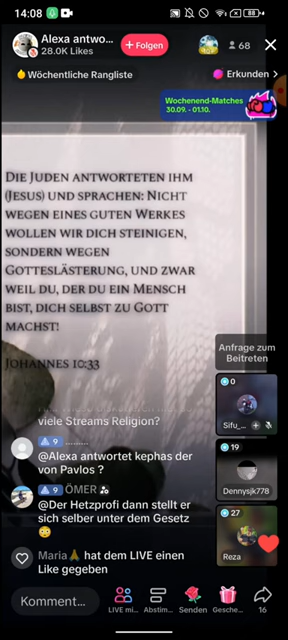 14:08
88
Alexa antwo...
28.0K Likes
+ Folgen
68
Wöchentliche Rangliste
Erkunden >
Wochenend-Matches
30.09. - 01.10.
Die Juden antworteten ihm
(Jesus) und sprachen: Nicht
wegen eines guten Werkes
wollen wir dich steinigen,
sondern wegen
Gotteslästerung, und zwar
weil du, der du ein Mensch
bist, dich selbst zu Gott
machst!
Johannes 10:33
Anfrage zum
Beitreten
0
Sifu_...
19
Dennysjk778
27
Reza
viele Streams Religion?
9 .........
@Alexa antwortet kephas der
von Pavlos ?
9 ÖMER
@Der Hetzprofi dann stellt er
sich selber unter dem Gesetz
😳
Maria🙏 hat dem LIVE einen
Like gegeben
Komment...
LIVE mi...
Abstim...
Senden
Gesche...
16